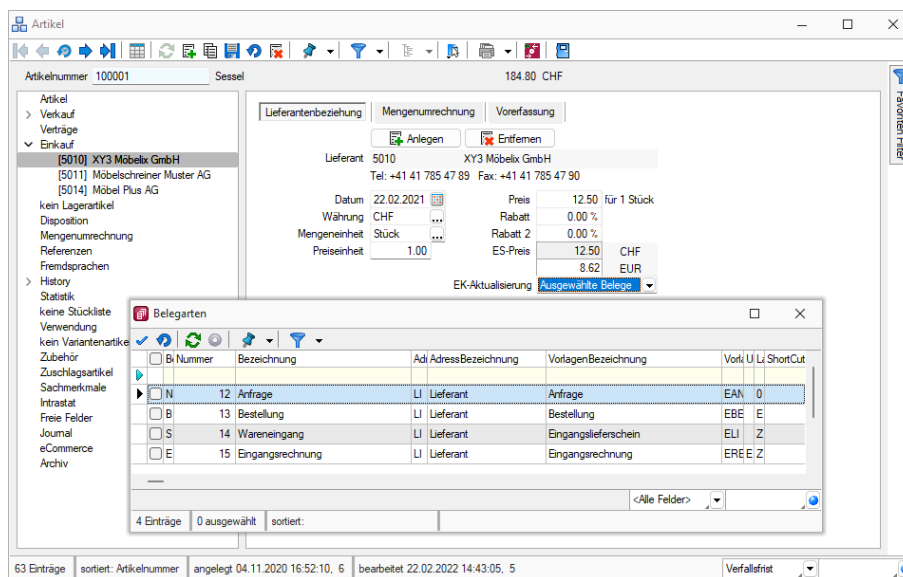 Artikel
Artikelnummer 100001 Sessel 184.80 CHF
Favoriten Filter
Artikel
Verkauf
Verträge
Einkauf
[5010] XY3 Möbelix GmbH
[5011] Möbelschreiner Muster AG
[5014] Möbel Plus AG
kein Lagerartikel
Disposition
Mengenumrechnung
Referenzen
Fremdsprachen
History
Statistik
keine Stückliste
Verwendung
kein Variantenartike
Zubehör
Zuschlagsartikel
Sachmerkmale
Intrastat
Freie Felder
Journal
eCommerce
Archiv
Lieferantenbeziehung Mengenumrechnung Vorerfassung
Anlegen Entfernen
Lieferant 5010 XY3 Möbelix GmbH
Tel: +41 41 785 47 89 Fax: +41 41 785 47 90
Datum 22.02.2021 Preis 12.50 für 1 Stück
Währung CHF ... Rabatt 0.00 %
Mengeneinheit Stück ... Rabatt 2 0.00 %
Preiseinheit 1.00 ES-Preis 12.50 CHF
8.62 EUR
EK-Aktualisierung Ausgewählte Belege
Belegarten
B Nummer Bezeichnung Adr AdressBezeichnung VorlagenBezeichnung Vorla U La ShortCut
N 12 Anfrage LI Lieferant Anfrage EAN 0
B 13 Bestellung LI Lieferant Bestellung EBE E
S 14 Wareneingang LI Lieferant Eingangslieferschein ELI Z
E 15 Eingangsrechnung LI Lieferant Eingangsrechnung ERE E Z
<Alle Felder>
4 Einträge 0 ausgewählt sortiert:
63 Einträge sortiert: Artikelnummer angelegt 04.11.2020 16:52:10, 6 bearbeitet 22.02.2022 14:43:05, 5 Verfallsfrist